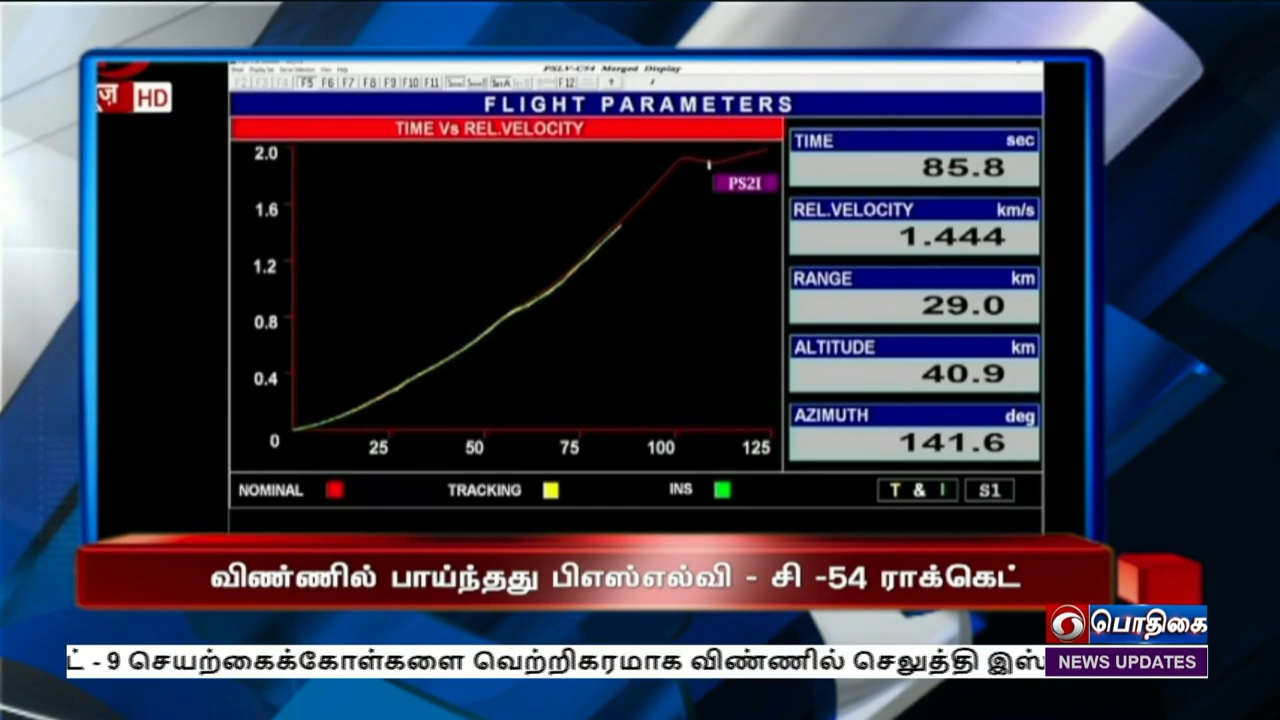 PSLV-C54 Merged Display
F5 F6 F7 F8 F9 F10 F11
F12
ज़ HD
FLIGHT PARAMETERS
TIME Vs REL.VELOCITY
2.0
1.6
1.2
0.8
0.4
0
25 50 75 100 125
PS2I
TIME sec
85.8
REL.VELOCITY km/s
1.444
RANGE km
29.0
ALTITUDE km
40.9
AZIMUTH deg
141.6
NOMINAL TRACKING INS T & I S1
விண்ணில் பாய்ந்தது பிஎஸ்எல்வி - சி -54 ராக்கெட்
பொதிகை
ட் - 9 செயற்கைக்கோள்களை வெற்றிகரமாக விண்ணில் செலுத்தி இஸ்
NEWS UPDATES